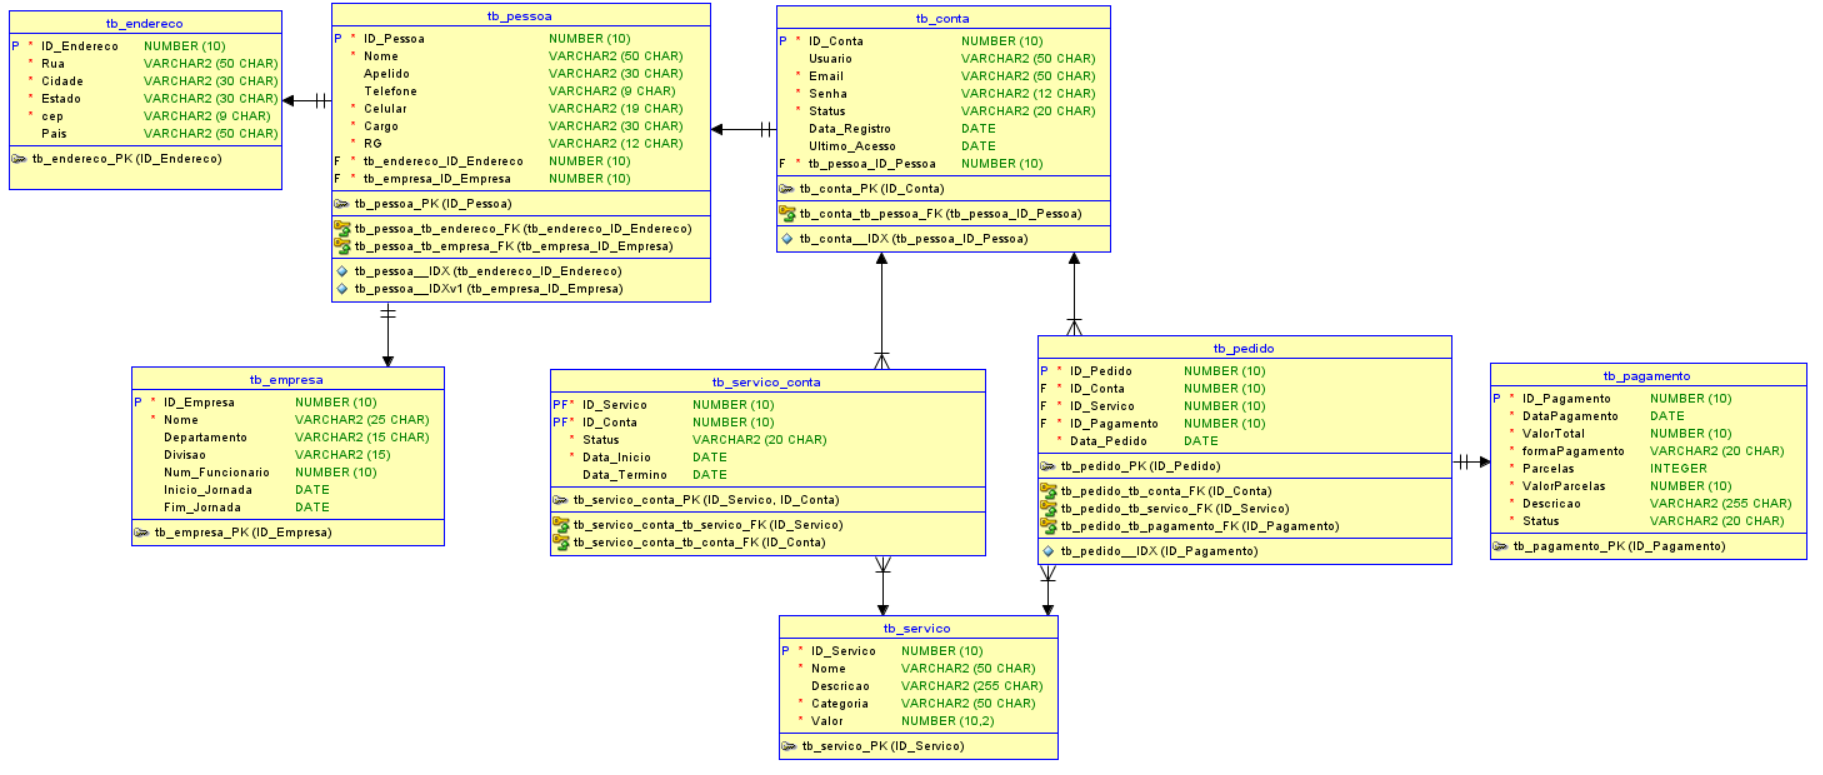 tb_endereco
P * ID_Endereco NUMBER (10)
* Rua VARCHAR2 (50 CHAR)
* Cidade VARCHAR2 (30 CHAR)
* Estado VARCHAR2 (30 CHAR)
* cep VARCHAR2 (9 CHAR)
Pais VARCHAR2 (50 CHAR)
tb_endereco_PK (ID_Endereco)
tb_pessoa
P * ID_Pessoa NUMBER (10)
* Nome VARCHAR2 (50 CHAR)
Apelido VARCHAR2 (30 CHAR)
Telefone VARCHAR2 (9 CHAR)
* Celular VARCHAR2 (19 CHAR)
* Cargo VARCHAR2 (30 CHAR)
* RG VARCHAR2 (12 CHAR)
F * tb_endereco_ID_Endereco NUMBER (10)
F * tb_empresa_ID_Empresa NUMBER (10)
tb_pessoa_PK (ID_Pessoa)
tb_pessoa_tb_endereco_FK (tb_endereco_ID_Endereco)
tb_pessoa_tb_empresa_FK (tb_empresa_ID_Empresa)
tb_pessoa__IDX (tb_endereco_ID_Endereco)
tb_pessoa__IDXv1 (tb_empresa_ID_Empresa)
tb_conta
P * ID_Conta NUMBER (10)
Usuario VARCHAR2 (50 CHAR)
* Email VARCHAR2 (50 CHAR)
* Senha VARCHAR2 (12 CHAR)
* Status VARCHAR2 (20 CHAR)
Data_Registro DATE
Ultimo_Acesso DATE
F * tb_pessoa_ID_Pessoa NUMBER (10)
tb_conta_PK (ID_Conta)
tb_conta_tb_pessoa_FK (tb_pessoa_ID_Pessoa)
tb_conta__IDX (tb_pessoa_ID_Pessoa)
tb_empresa
P * ID_Empresa NUMBER (10)
* Nome VARCHAR2 (25 CHAR)
Departamento VARCHAR2 (15 CHAR)
Divisao VARCHAR2 (15)
Num_Funcionario NUMBER (10)
Inicio_Jornada DATE
Fim_Jornada DATE
tb_empresa_PK (ID_Empresa)
tb_servico_conta
PF* ID_Servico NUMBER (10)
PF* ID_Conta NUMBER (10)
* Status VARCHAR2 (20 CHAR)
* Data_Inicio DATE
Data_Termino DATE
tb_servico_conta_PK (ID_Servico, ID_Conta)
tb_servico_conta_tb_servico_FK (ID_Servico)
tb_servico_conta_tb_conta_FK (ID_Conta)
tb_pedido
P * ID_Pedido NUMBER (10)
F * ID_Conta NUMBER (10)
F * ID_Servico NUMBER (10)
F * ID_Pagamento NUMBER (10)
* Data_Pedido DATE
tb_pedido_PK (ID_Pedido)
tb_pedido_tb_conta_FK (ID_Conta)
tb_pedido_tb_servico_FK (ID_Servico)
tb_pedido_tb_pagamento_FK (ID_Pagamento)
tb_pedido__IDX (ID_Pagamento)
tb_pagamento
P * ID_Pagamento NUMBER (10)
* DataPagamento DATE
* ValorTotal NUMBER (10)
* formaPagamento VARCHAR2 (20 CHAR)
* Parcelas INTEGER
* ValorParcelas NUMBER (10)
* Descricao VARCHAR2 (255 CHAR)
* Status VARCHAR2 (20 CHAR)
tb_pagamento_PK (ID_Pagamento)
tb_servico
P * ID_Servico NUMBER (10)
* Nome VARCHAR2 (50 CHAR)
Descricao VARCHAR2 (255 CHAR)
* Categoria VARCHAR2 (50 CHAR)
* Valor NUMBER (10,2)
tb_servico_PK (ID_Servico)